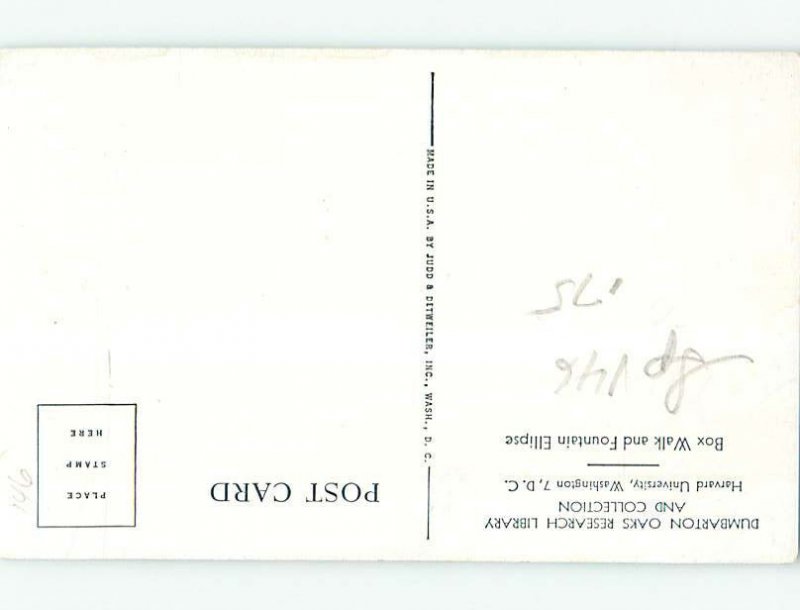 DUMBARTON OAKS RESEARCH LIBRARY
AND COLLECTION
Harvard University, Washington 7, D. C.
Box Walk and Fountain Ellipse
.75
MADE IN U.S.A. BY JUDD & DETWEILER, INC., WASH., D. C.
POST CARD
PLACE
STAMP
HERE
146